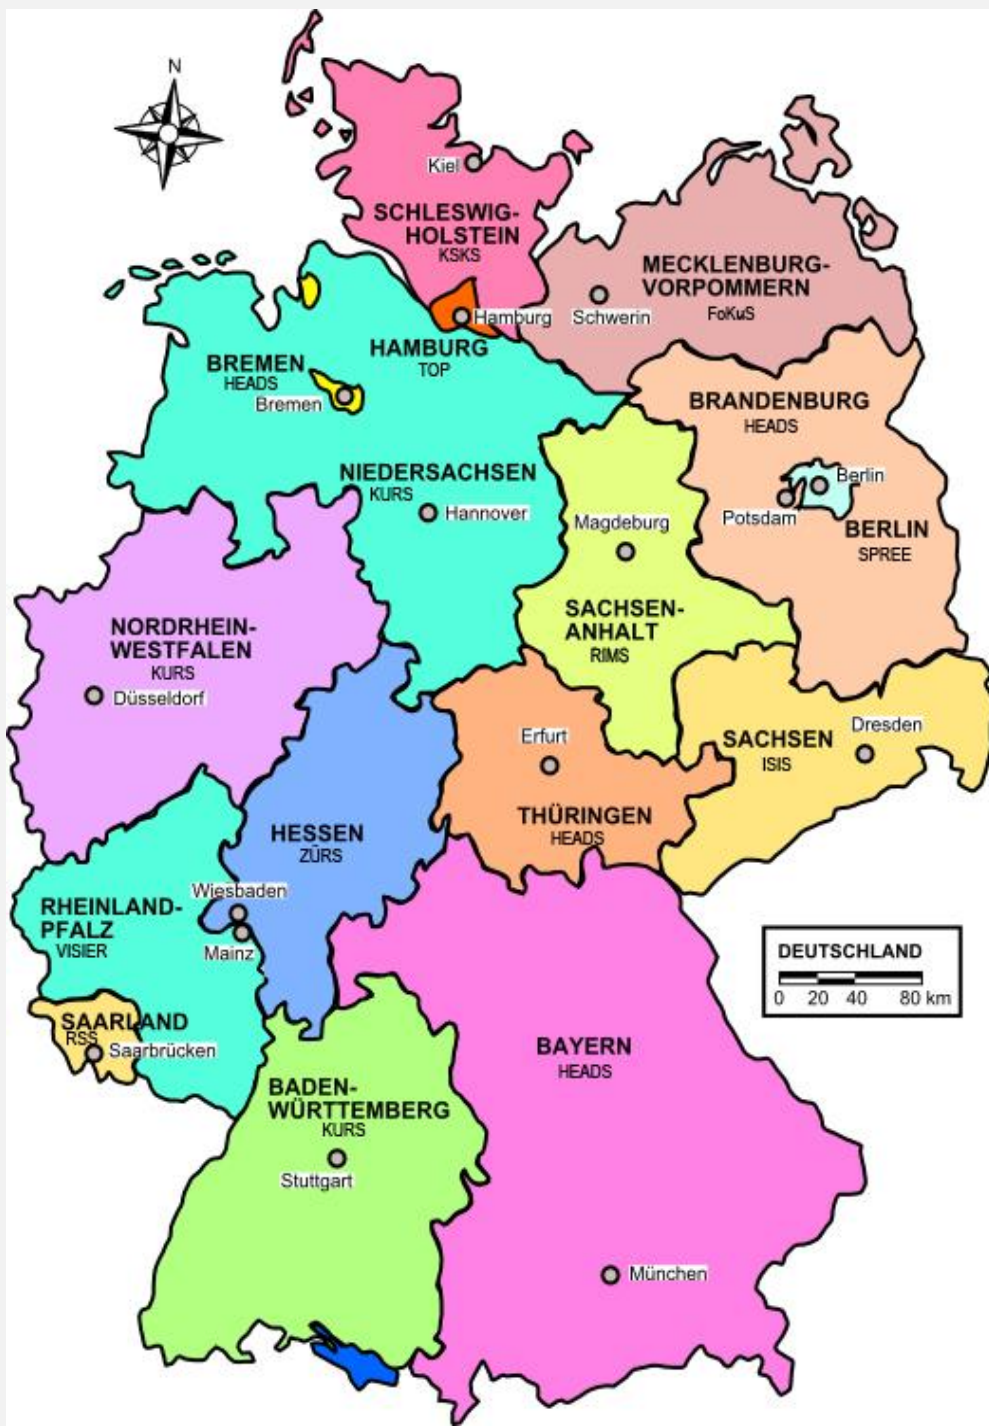 N
Kiel
SCHLESWIG-
HOLSTEIN
KSKS
MECKLENBURG-
VORPOMMERN
FoKuS
Schwerin
Hamburg
HAMBURG
TOP
BREMEN
HEADS
Bremen
BRANDENBURG
HEADS
NIEDERSACHSEN
KURS
Hannover
Berlin
Potsdam
BERLIN
SPREE
Magdeburg
SACHSEN-
ANHALT
RIMS
NORDRHEIN-
WESTFALEN
KURS
Düsseldorf
Dresden
SACHSEN
ISIS
Erfurt
THÜRINGEN
HEADS
HESSEN
ZÜRS
Wiesbaden
RHEINLAND-
PFALZ
VISIER
Mainz
DEUTSCHLAND
0 20 40 80 km
SAARLAND
RSS
Saarbrücken
BAYERN
HEADS
BADEN-
WÜRTTEMBERG
KURS
Stuttgart
München